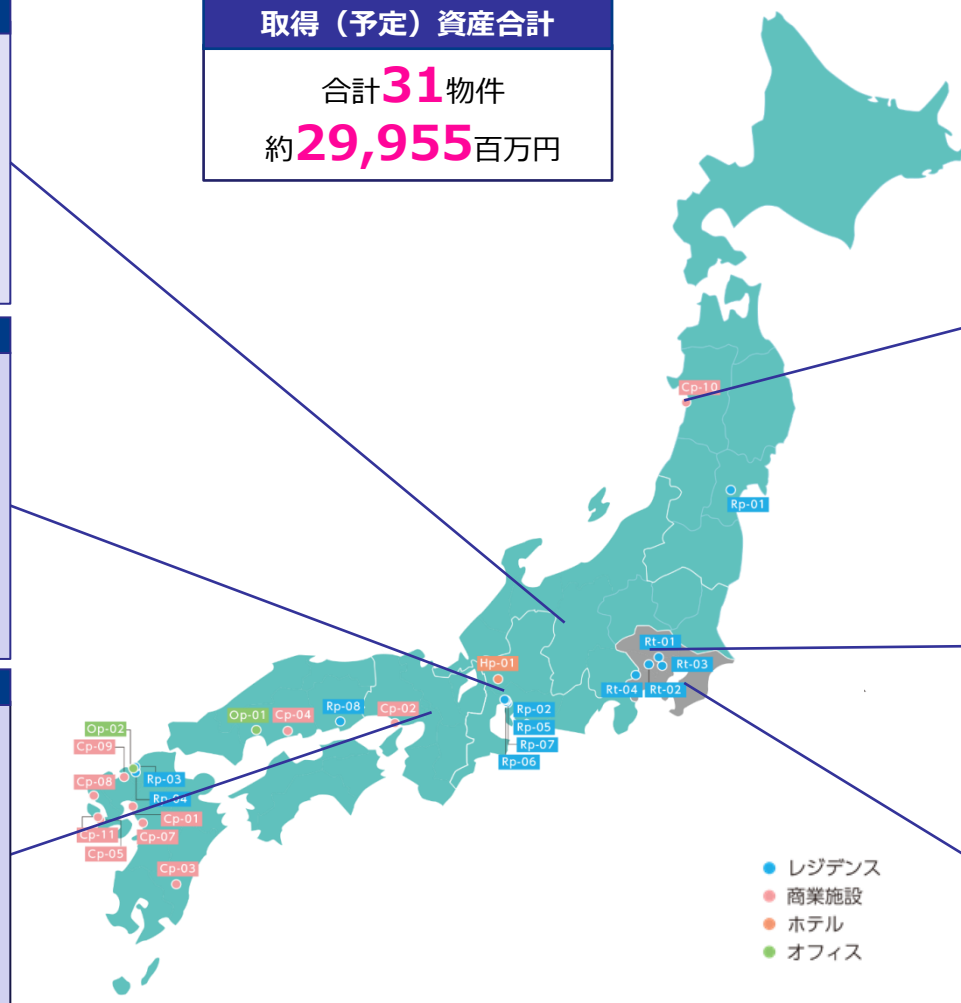 取得（予定）資産合計
合計31物件
約29,955百万円
Cp-10
Rp-01
Rt-01
Rt-03
Rt-04
Rt-02
Hp-01
Rp-02
Rp-05
Rp-07
Rp-06
Rp-08
Cp-02
Op-01
Cp-04
Op-02
Cp-09
Rp-03
Cp-08
Rp-04
Cp-01
Cp-11
Cp-07
Cp-05
Cp-03
レジデンス
商業施設
ホテル
オフィス